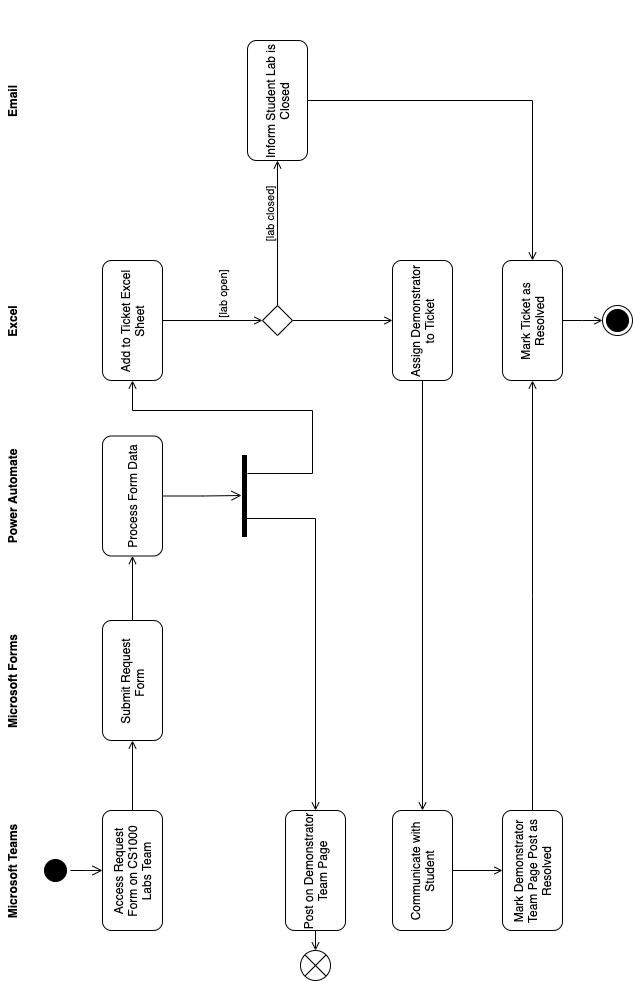 Email
Inform Student Lab is
Closed
[lab closed]
Excel
Add to Ticket Excel
Sheet
[lab open]
Assign Demonstrator
to Ticket
Mark Ticket as
Resolved
Power Automate
Process Form Data
Microsoft Forms
Submit Request
Form
Microsoft Teams
Access Request
Form on CS1000
Labs Team
Post on Demonstrator
Team Page
Communicate with
Student
Mark Demonstrator
Team Page Post as
Resolved